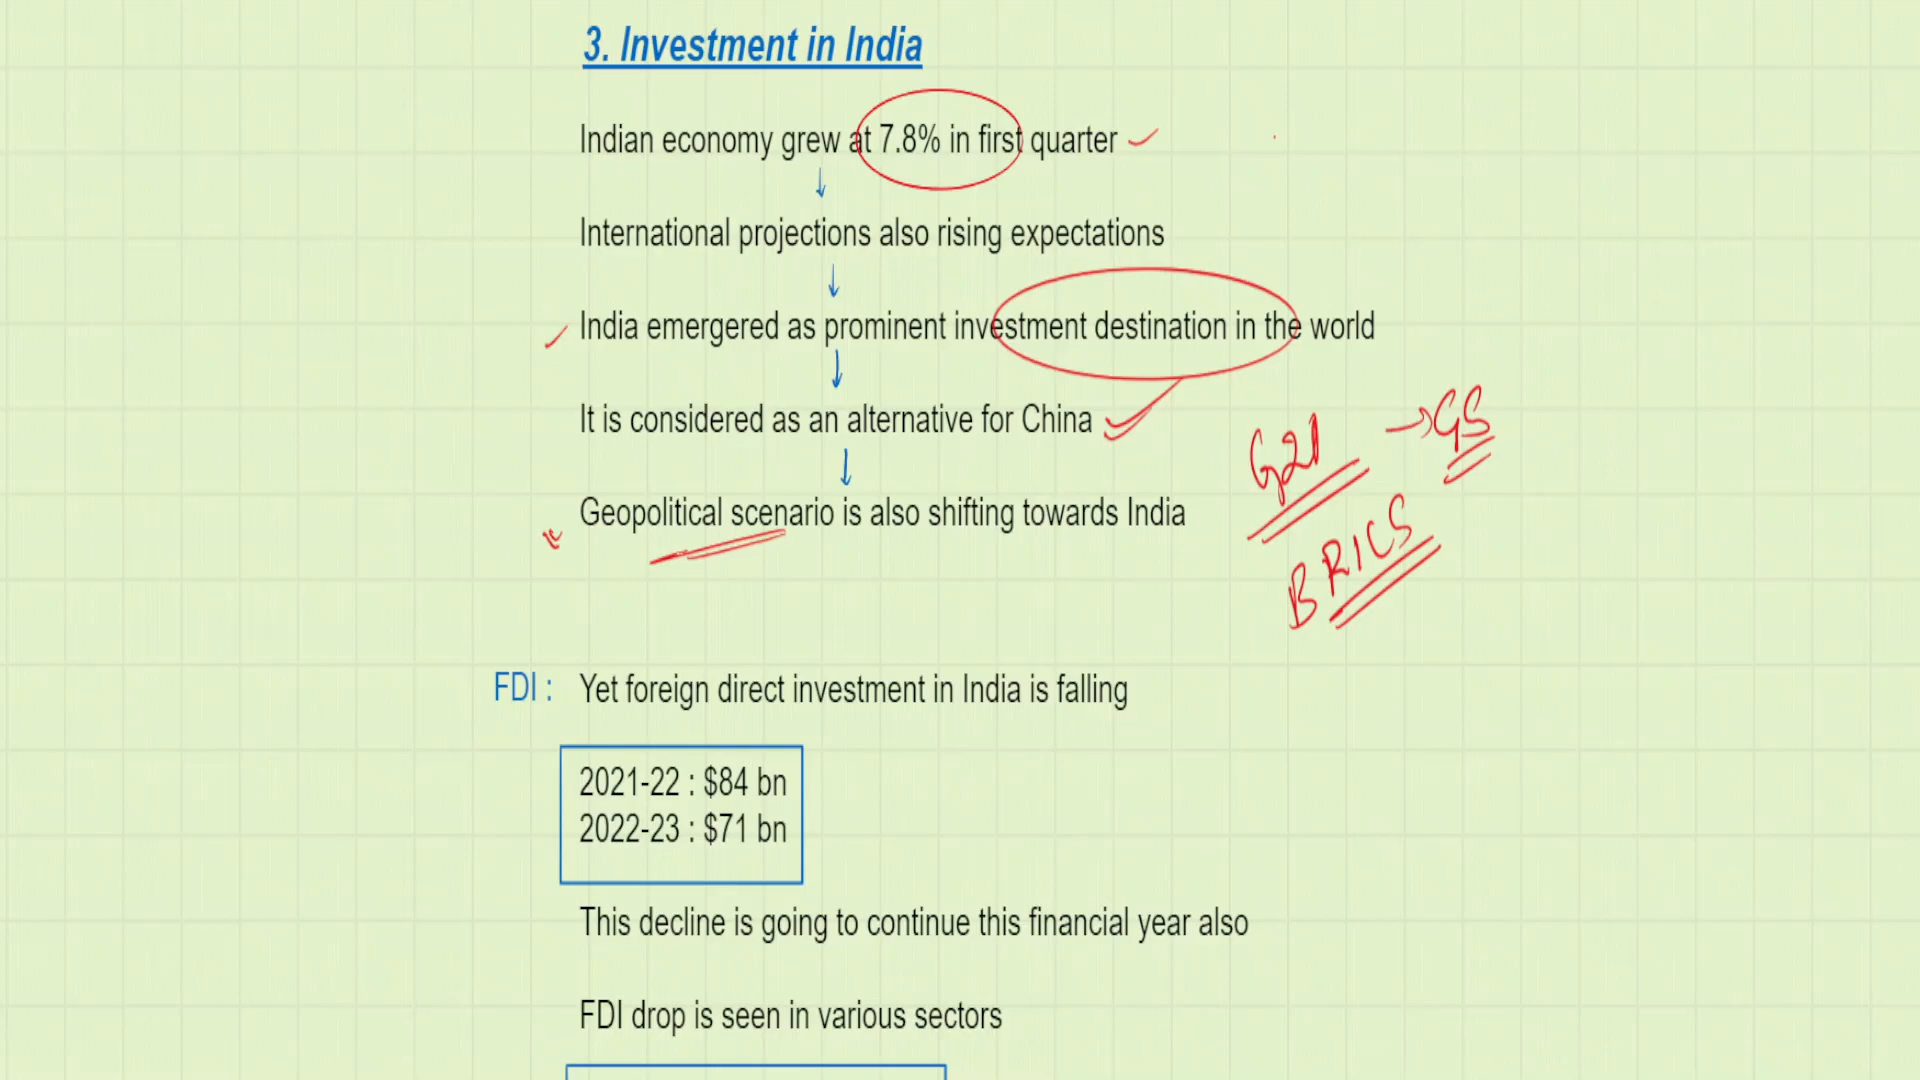 3. Investment in India
Indian economy grew at 7.8% in first quarter
International projections also rising expectations
India emergered as prominent investment destination in the world
It is considered as an alternative for China
G21 → GS
Geopolitical scenario is also shifting towards India
BRICS
FDI : Yet foreign direct investment in India is falling
2021-22 : $84 bn
2022-23 : $71 bn
This decline is going to continue this financial year also
FDI drop is seen in various sectors